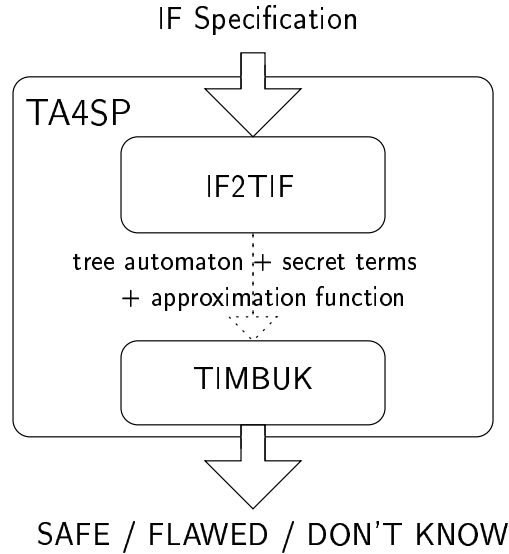 IF Specification
TA4SP
IF2TIF
tree automaton + secret terms
+ approximation function
TIMBUK
SAFE / FLAWED / DON'T KNOW